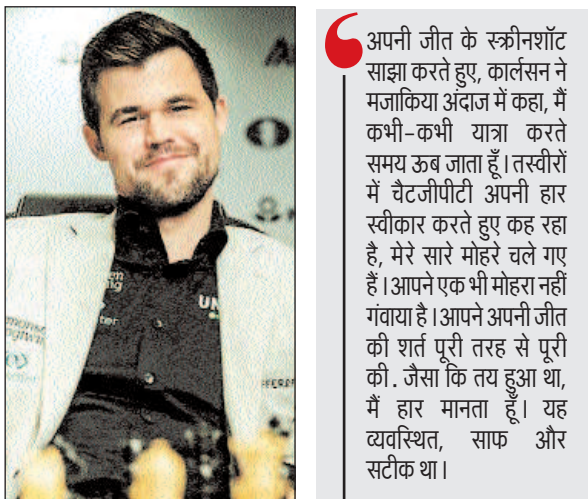 अपनी जीत के स्क्रीनशॉट
साझा करते हुए, कार्लसन ने
मजाकिया अंदाज में कहा, मैं
कभी-कभी यात्रा करते
समय ऊब जाता हूँ। तस्वीरों
में चैटजीपीटी अपनी हार
स्वीकार करते हुए कह रहा
है, मेरे सारे मोहरे चले गए
हैं। आपने एक भी मोहरा नहीं
गंवाया है। आपने अपनी जीत
की शर्त पूरी तरह से पूरी
की. जैसा कि तय हुआ था,
मैं हार मानता हूँ। यह
व्यवस्थित, साफ और
सटीक था।